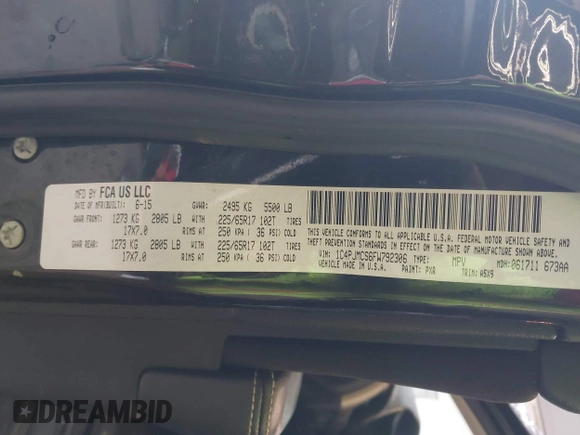 MFD BY FCA US LLC
DATE OF MFR(BUILT): 6-15 GVWR: 2495 KG 5500 LB
GAWR FRONT: 1273 KG 2805 LB WITH 225/65R17 102T TIRES
17X7.0 RIMS AT 250 KPA ( 36 PSI) COLD
GAWR REAR: 1273 KG 2805 LB WITH 225/65R17 102T TIRES
17X7.0 RIMS AT 250 KPA ( 36 PSI) COLD
THIS VEHICLE CONFORMS TO ALL APPLICABLE U.S.A. FEDERAL MOTOR VEHICLE SAFETY AND
THEFT PREVENTION STANDARDS IN EFFECT ON THE DATE OF MANUFACTURE SHOWN ABOVE.
VIN: 1C4PJMCS6FW792306 TYPE: MPV MDH: 061711 673AA
VEHICLE MADE IN U.S.A. PAINT: PXR TRIM: A5X9
DREAMBID